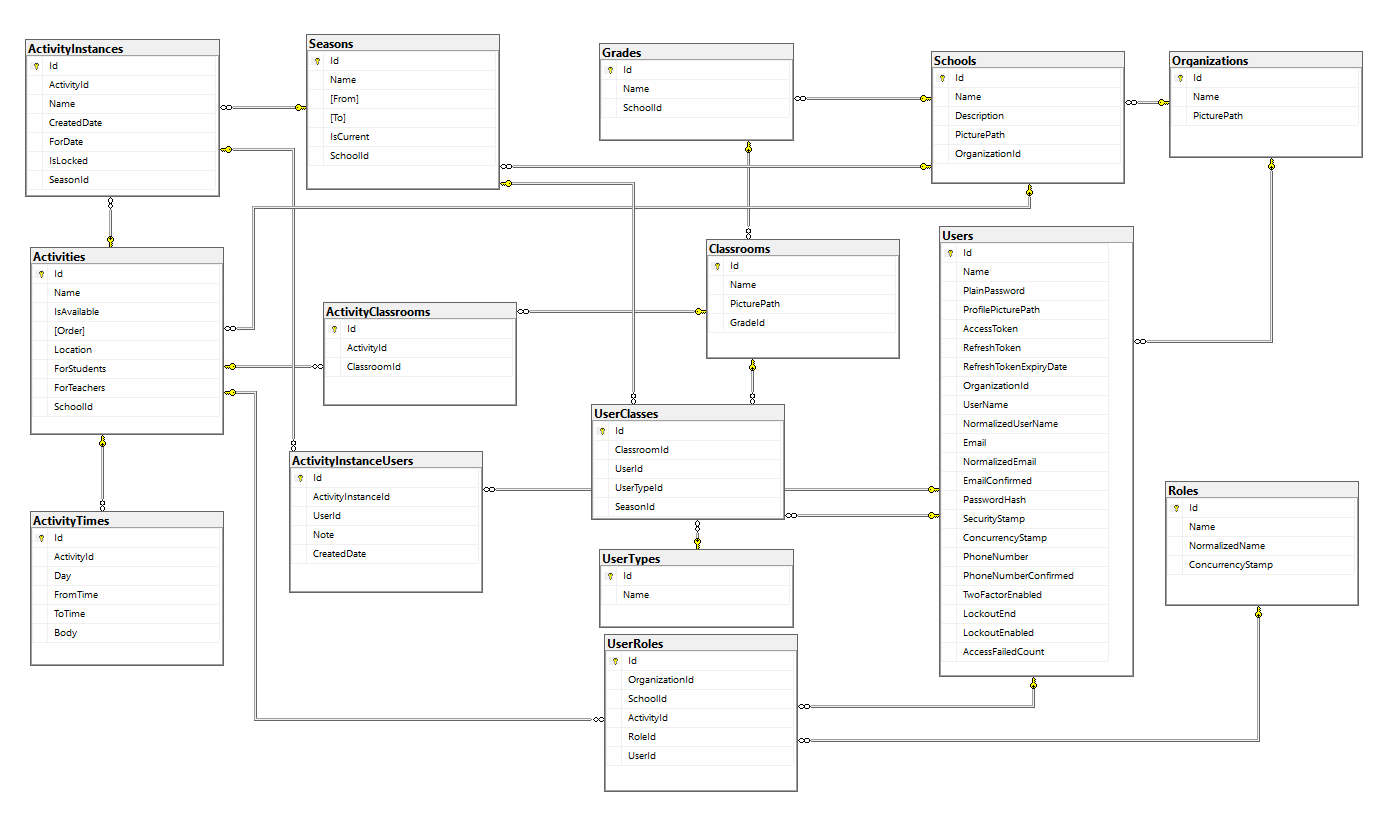 ActivityInstances
Id
ActivityId
Name
CreatedDate
ForDate
IsLocked
SeasonId
Seasons
Id
Name
[From]
[To]
IsCurrent
SchoolId
Grades
Id
Name
SchoolId
Schools
Id
Name
Description
PicturePath
OrganizationId
Organizations
Id
Name
PicturePath
Activities
Id
Name
IsAvailable
[Order]
Location
ForStudents
ForTeachers
SchoolId
ActivityClassrooms
Id
ActivityId
ClassroomId
Classrooms
Id
Name
PicturePath
GradeId
Users
Id
Name
PlainPassword
ProfilePicturePath
AccessToken
RefreshToken
RefreshTokenExpiryDate
OrganizationId
UserName
NormalizedUserName
Email
NormalizedEmail
EmailConfirmed
PasswordHash
SecurityStamp
ConcurrencyStamp
PhoneNumber
PhoneNumberConfirmed
TwoFactorEnabled
LockoutEnd
LockoutEnabled
AccessFailedCount
UserClasses
Id
ClassroomId
UserId
UserTypeId
SeasonId
ActivityInstanceUsers
Id
ActivityInstanceId
UserId
Note
CreatedDate
Roles
Id
Name
NormalizedName
ConcurrencyStamp
ActivityTimes
Id
ActivityId
Day
FromTime
ToTime
Body
UserTypes
Id
Name
UserRoles
Id
OrganizationId
SchoolId
ActivityId
RoleId
UserId